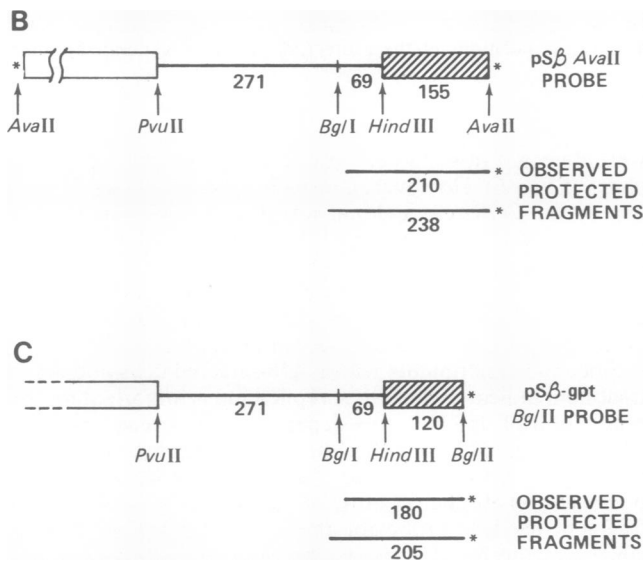 B
* * pSβ AvaII
PROBE
271 69 155
AvaII PvuII BglI HindIII AvaII
* OBSERVED
210 PROTECTED
* FRAGMENTS
238
C
* pSβ-gpt
BglII PROBE
271 69 120
PvuII BglI HindIII BglII
* OBSERVED
180 PROTECTED
* FRAGMENTS
205